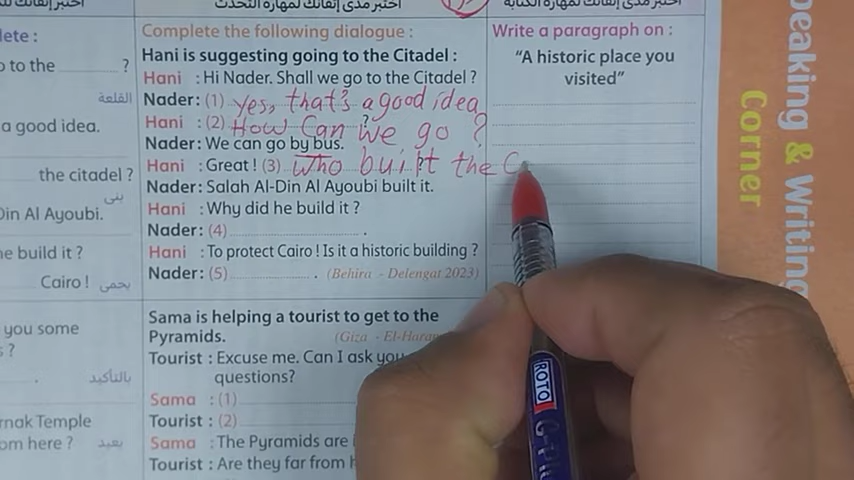 اختبر مدى إتقانك لمهارة التحدث
اختبر مدى إتقانك لمهارة الكتابة
lete :
o to the ............ ?
القلعة
a good idea.
the citadel ?
بنى
Din Al Ayoubi.
he build it ?
Cairo !
يحمى
you some
s ?
بالتأكيد
rnak Temple
om here ?
بعيد
Complete the following dialogue :
Hani is suggesting going to the Citadel :
Hani : Hi Nader. Shall we go to the Citadel ?
Nader: (1) yes, that's a good idea
Hani : (2) How Can we go ?
Nader: We can go by bus.
Hani : Great ! (3) who built the C
Nader: Salah Al-Din Al Ayoubi built it.
Hani : Why did he build it ?
Nader: (4) ............ .
Hani : To protect Cairo ! Is it a historic building ?
Nader: (5) ............ . (Behira - Delengat 2023)
Sama is helping a tourist to get to the
Pyramids. (Giza - El-Haram
Tourist : Excuse me. Can I ask you
questions?
Sama : (1)
Tourist : (2)
Sama : The Pyramids are
Tourist : Are they far from
Write a paragraph on :
"A historic place you
visited"
peaking & Writing
Corner
ROTO